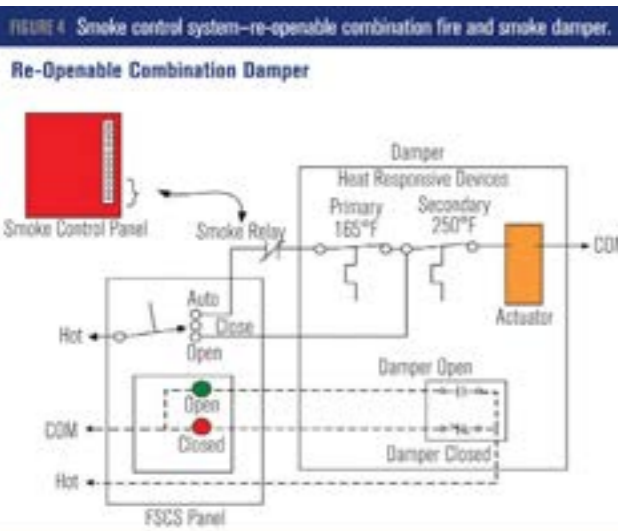 FIGURE 4 Smoke control system–re-openable combination fire and smoke damper.
Re-Openable Combination Damper
Damper
Heat Responsive Devices
Primary
165°F
Secondary
250°F
Smoke Control Panel
Smoke Relay
COM
Actuator
Auto
Close
Open
Hot
Damper Open
Open
COM
Closed
Damper Closed
Hot
FSCS Panel